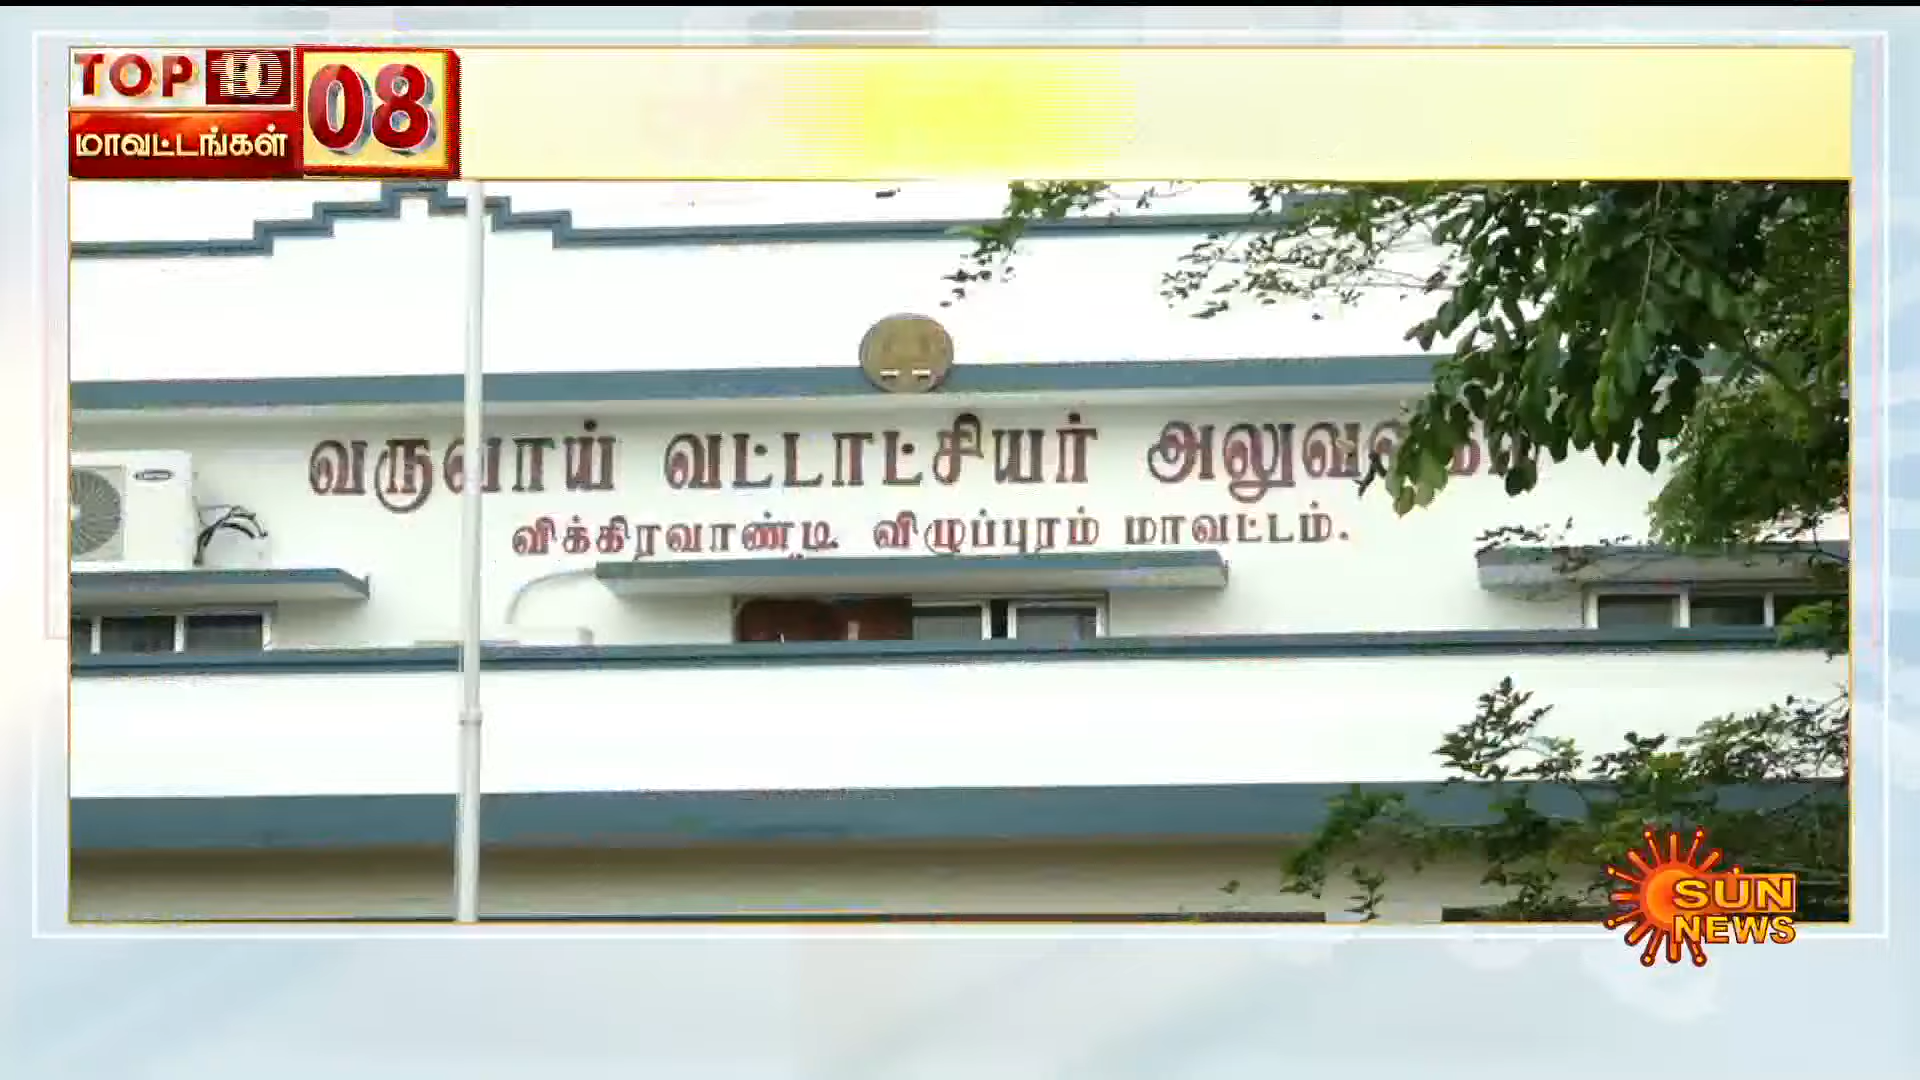 TOP 10
மாவட்டங்கள்
08
வருவாய் வட்டாட்சியர்
விக்கிரவாண்டி விழுப்புரம் மாவட்டம்.
SUN
NEWS